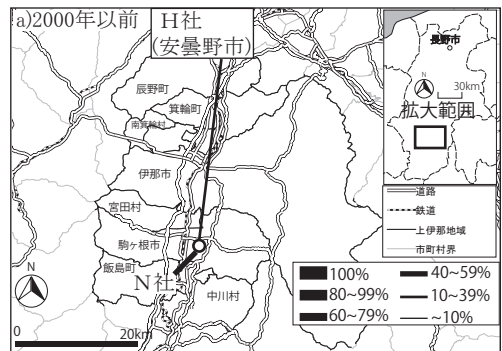 a)2000年以前
H社
(安曇野市)
長野市
N
30km
拡大範囲
辰野町
箕輪町
南箕輪村
伊那市
宮田村
駒ヶ根市
飯島町
N社
中川村
道路
鉄道
上伊那地域
市町村界
N
0 20km
100% 40~59%
80~99% 10~39%
60~79% ~10%